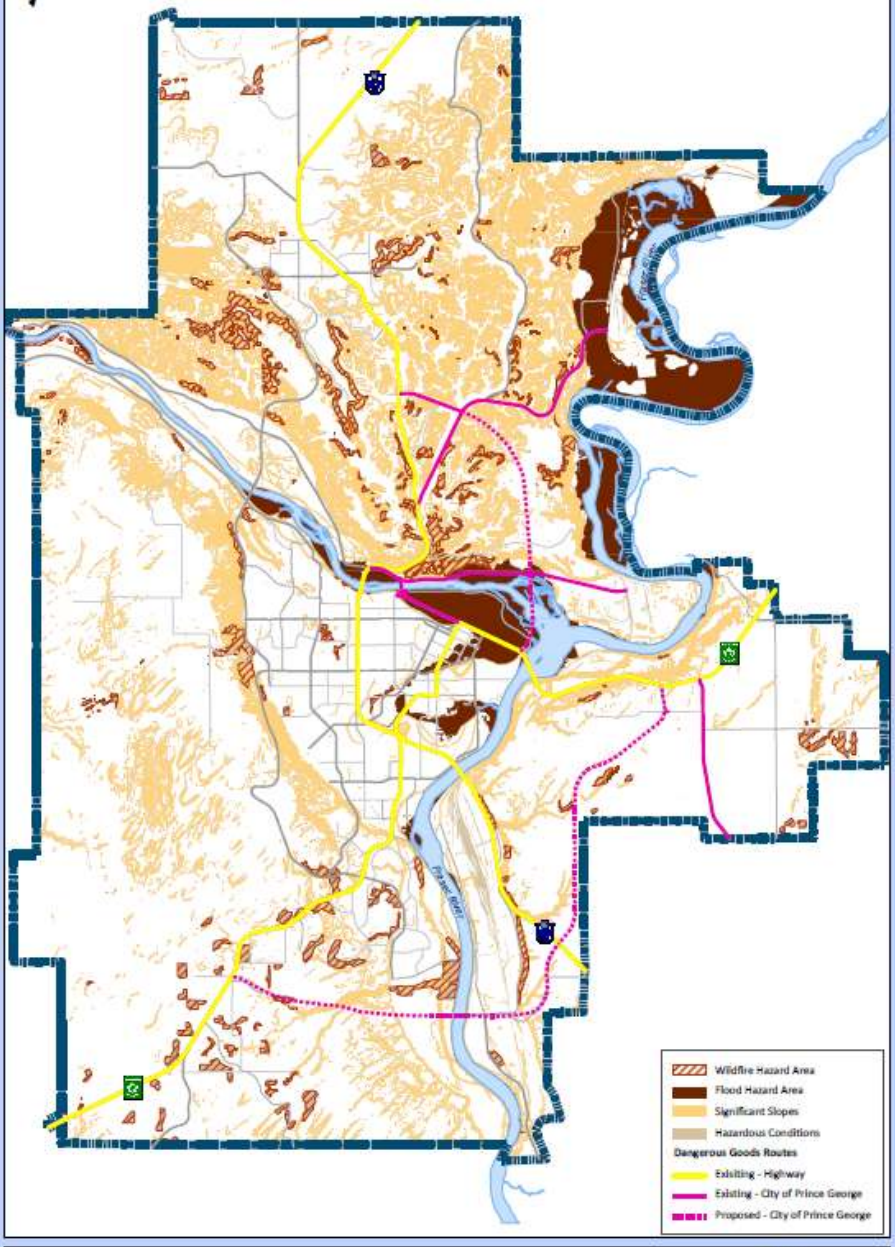 Fraser River
Wildfire Hazard Area
Flood Hazard Area
Significant Slopes
Hazardous Conditions
Dangerous Goods Routes
Exisiting - Highway
Existing - City of Prince George
Proposed - City of Prince George